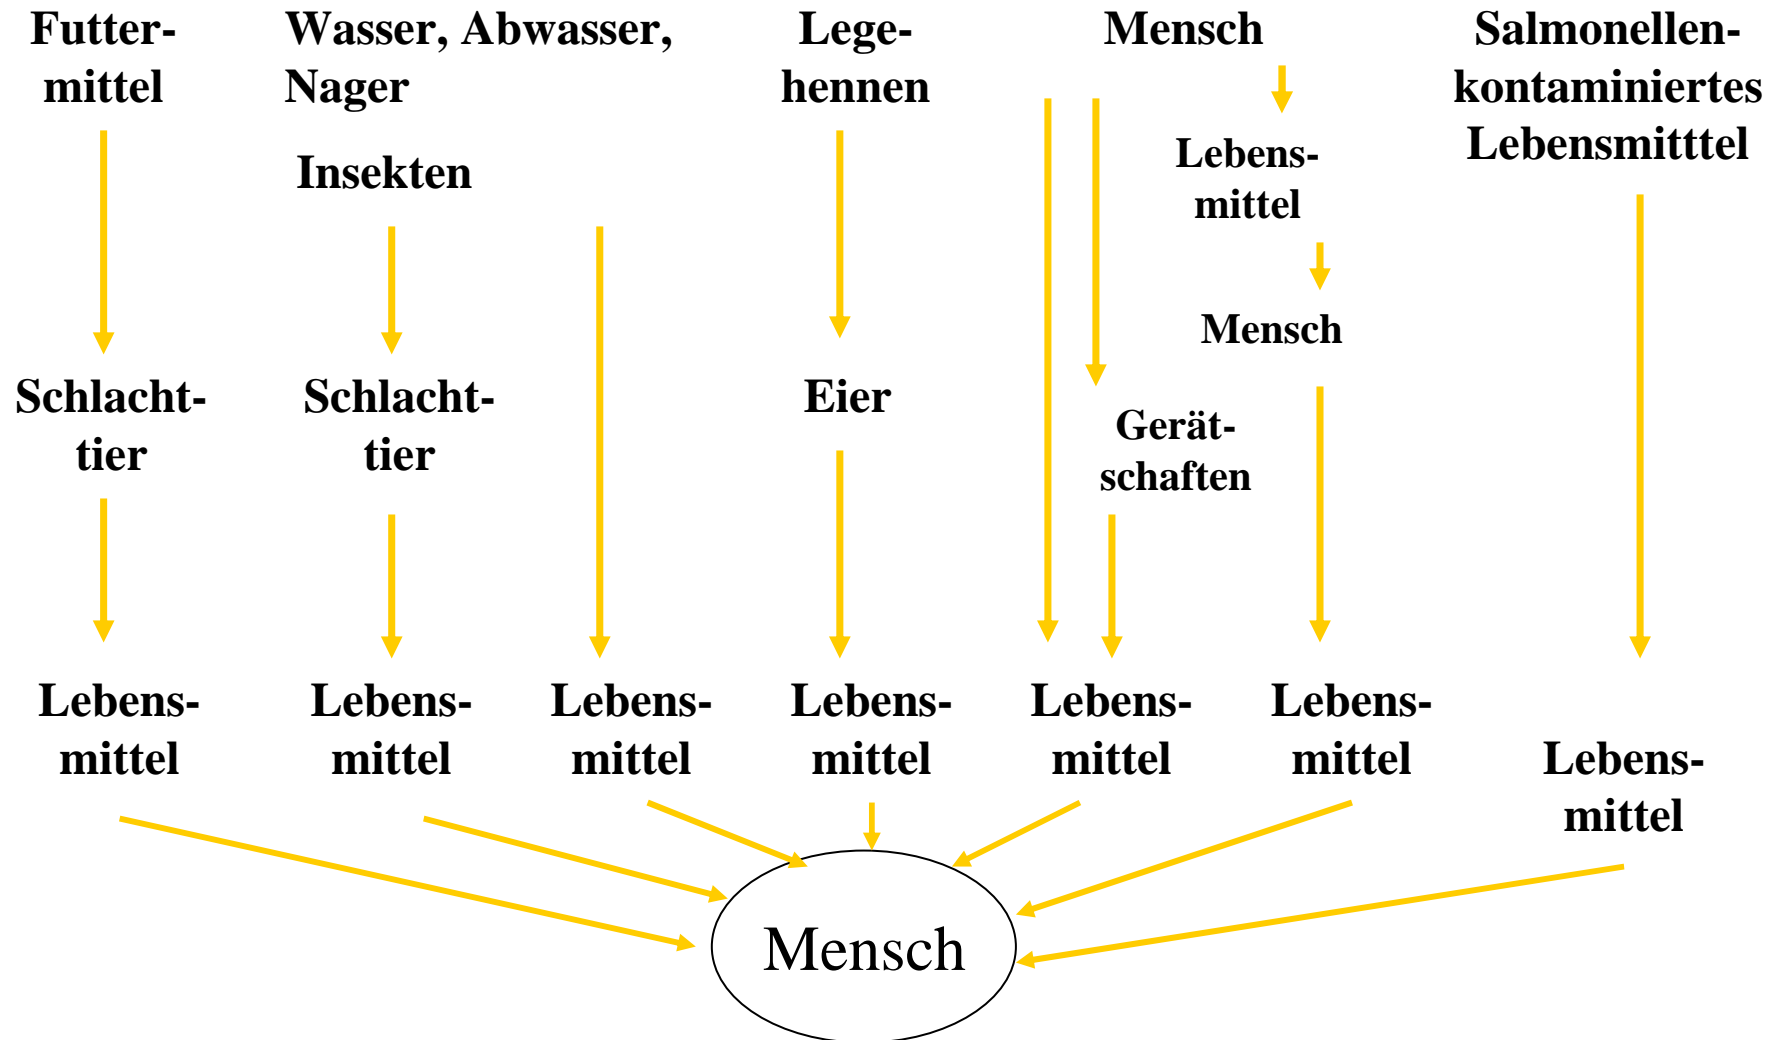 Futter-
mittel
Wasser, Abwasser,
Nager
Insekten
Lege-
hennen
Mensch
Salmonellen-
kontaminiertes
Lebensmitttel
Lebens-
mittel
Mensch
Schlacht-
tier
Schlacht-
tier
Eier
Gerät-
schaften
Lebens-
mittel
Lebens-
mittel
Lebens-
mittel
Lebens-
mittel
Lebens-
mittel
Lebens-
mittel
Lebens-
mittel
Mensch